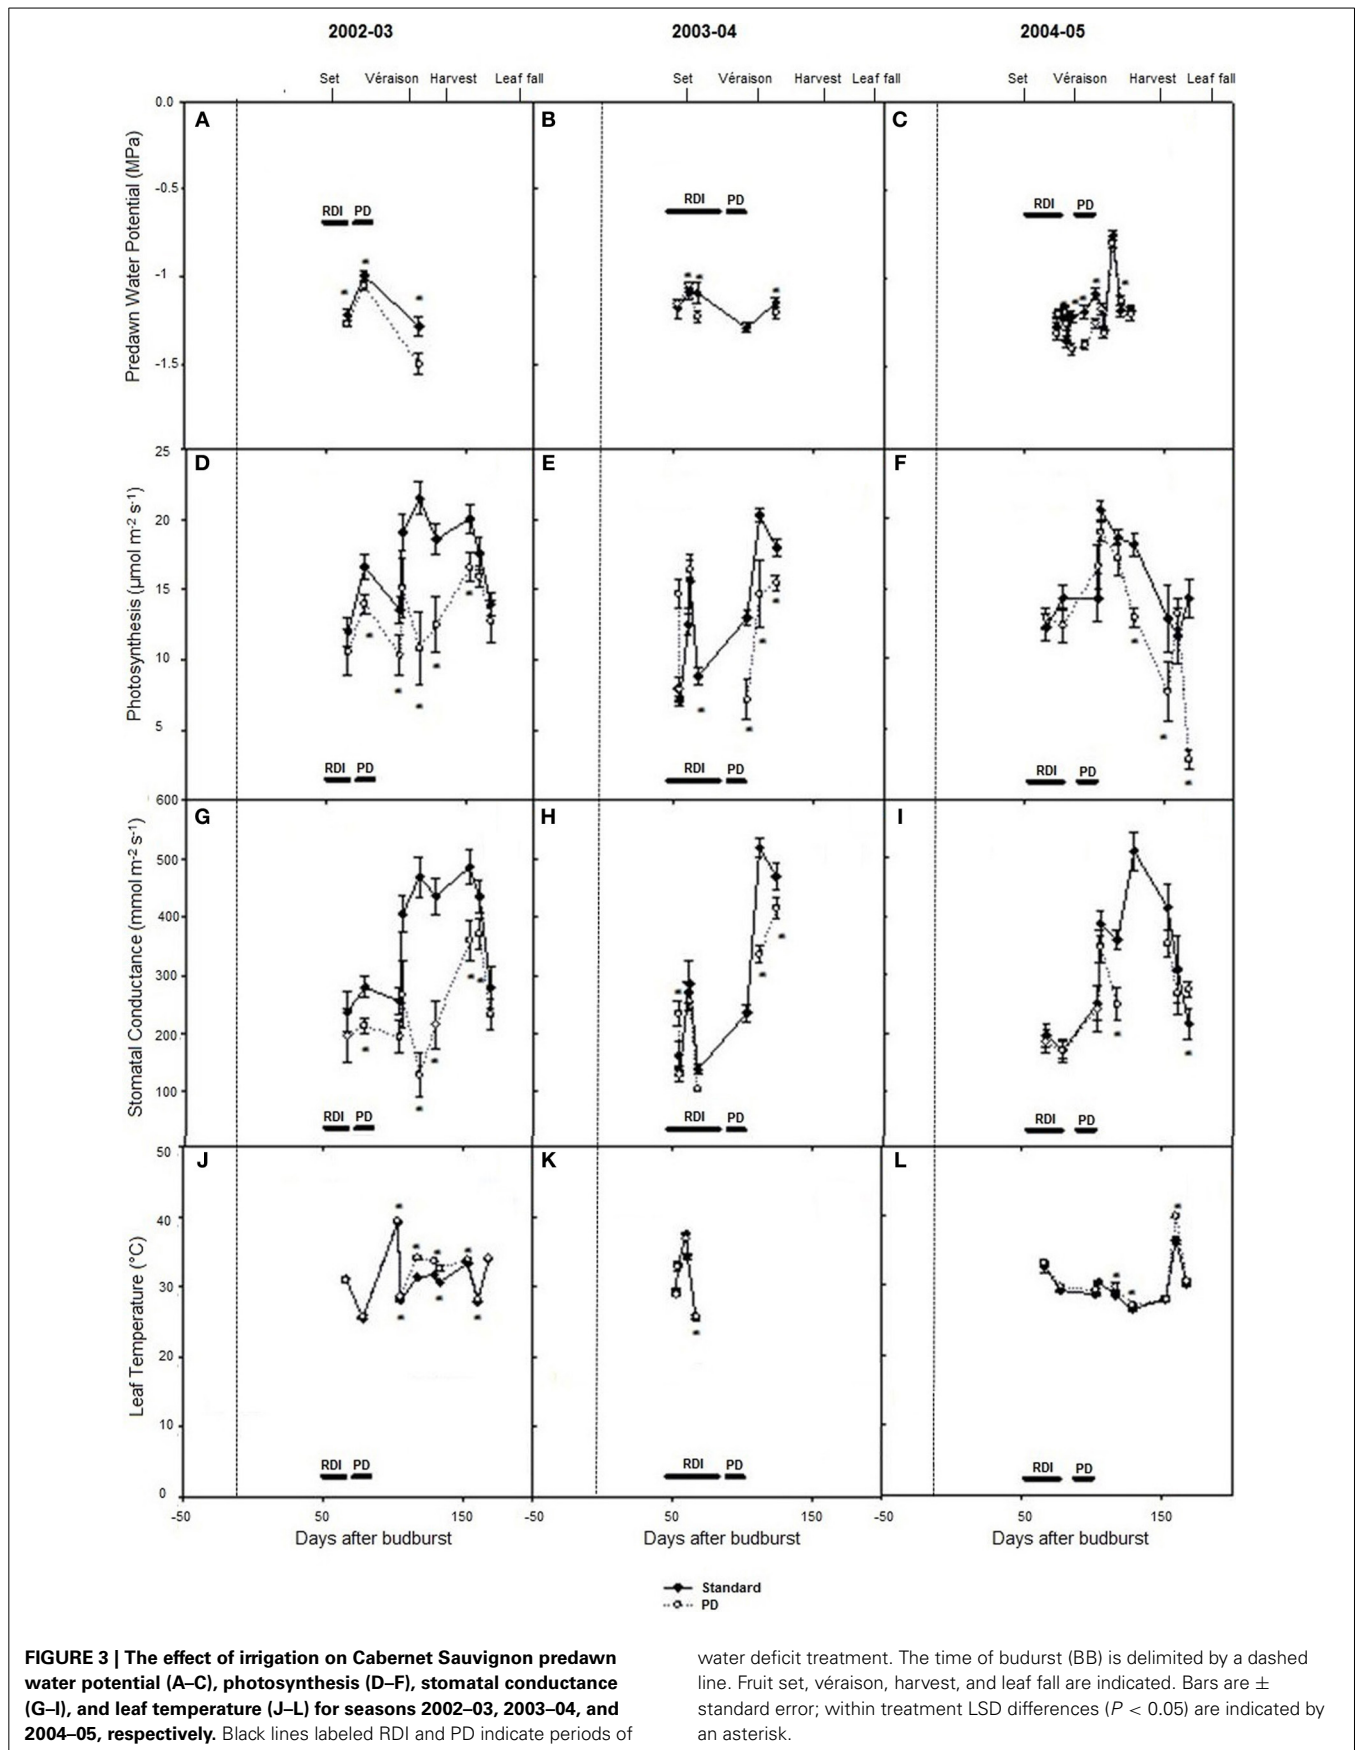 2002-03 2003-04 2004-05
Set Véraison Harvest Leaf fall Set Véraison Harvest Leaf fall Set Véraison Harvest Leaf fall
0.0
A B C
Predawn Water Potential (MPa)
-0.5
RDI PD RDI PD RDI PD
-1
-1.5
25
D E F
Photosynthesis (µmol m-2 s-1)
20
15
10
5
RDI PD RDI PD RDI PD
600
G H I
Stomatal Conductance (mmol m-2 s-1)
500
400
300
200
100
RDI PD RDI PD RDI PD
50
J K L
Leaf Temperature (°C)
40
30
20
10
RDI PD RDI PD RDI PD
0
-50 50 150 50 150 -50 50 150
Days after budburst Days after budburst Days after budburst
Standard
PD
FIGURE 3 | The effect of irrigation on Cabernet Sauvignon predawn
water potential (A–C), photosynthesis (D–F), stomatal conductance
(G–I), and leaf temperature (J–L) for seasons 2002–03, 2003–04, and
2004–05, respectively. Black lines labeled RDI and PD indicate periods of
water deficit treatment. The time of budurst (BB) is delimited by a dashed
line. Fruit set, véraison, harvest, and leaf fall are indicated. Bars are ±
standard error; within treatment LSD differences (P < 0.05) are indicated by
an asterisk.